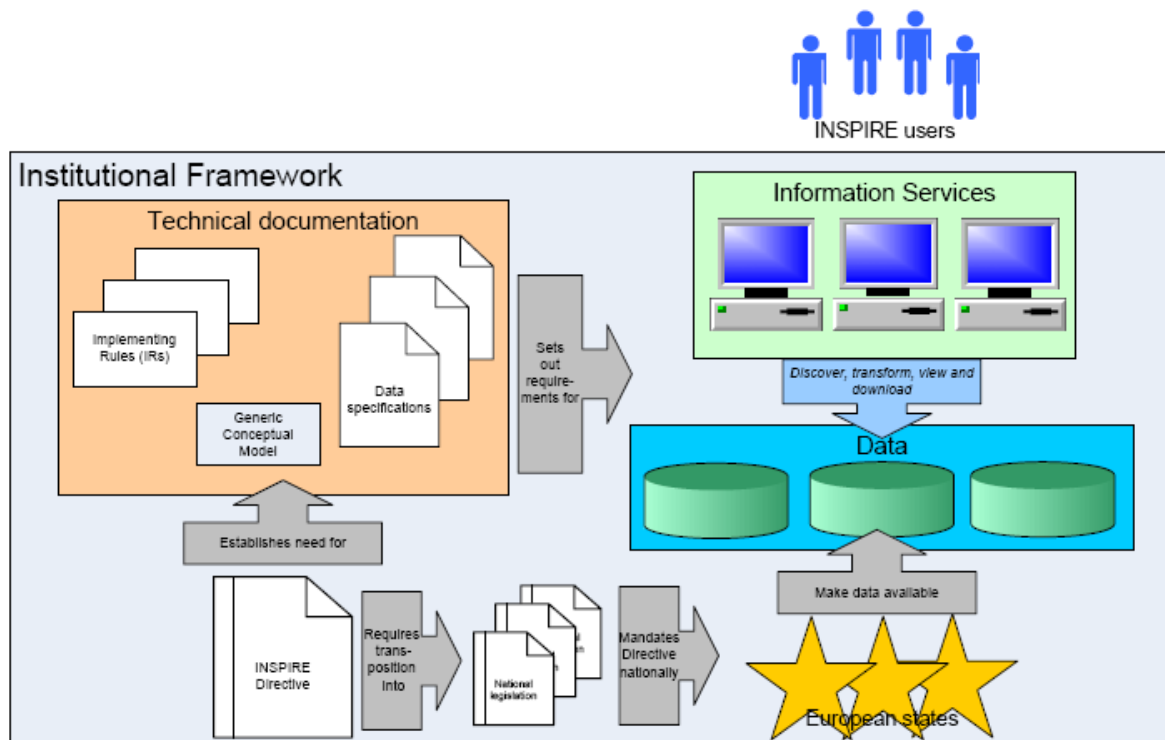 INSPIRE users
Institutional Framework
Technical documentation
Implementing
Rules (IRs)
Data
specifications
Generic
Conceptual
Model
Sets
out
require-
ments for
Information Services
Discover, transform, view and
download
Data
Establishes need for
Make data available
INSPIRE
Directive
Requires
trans-
position
into
National
legislation
l
n
n
Mandates
Directive
nationally
European states